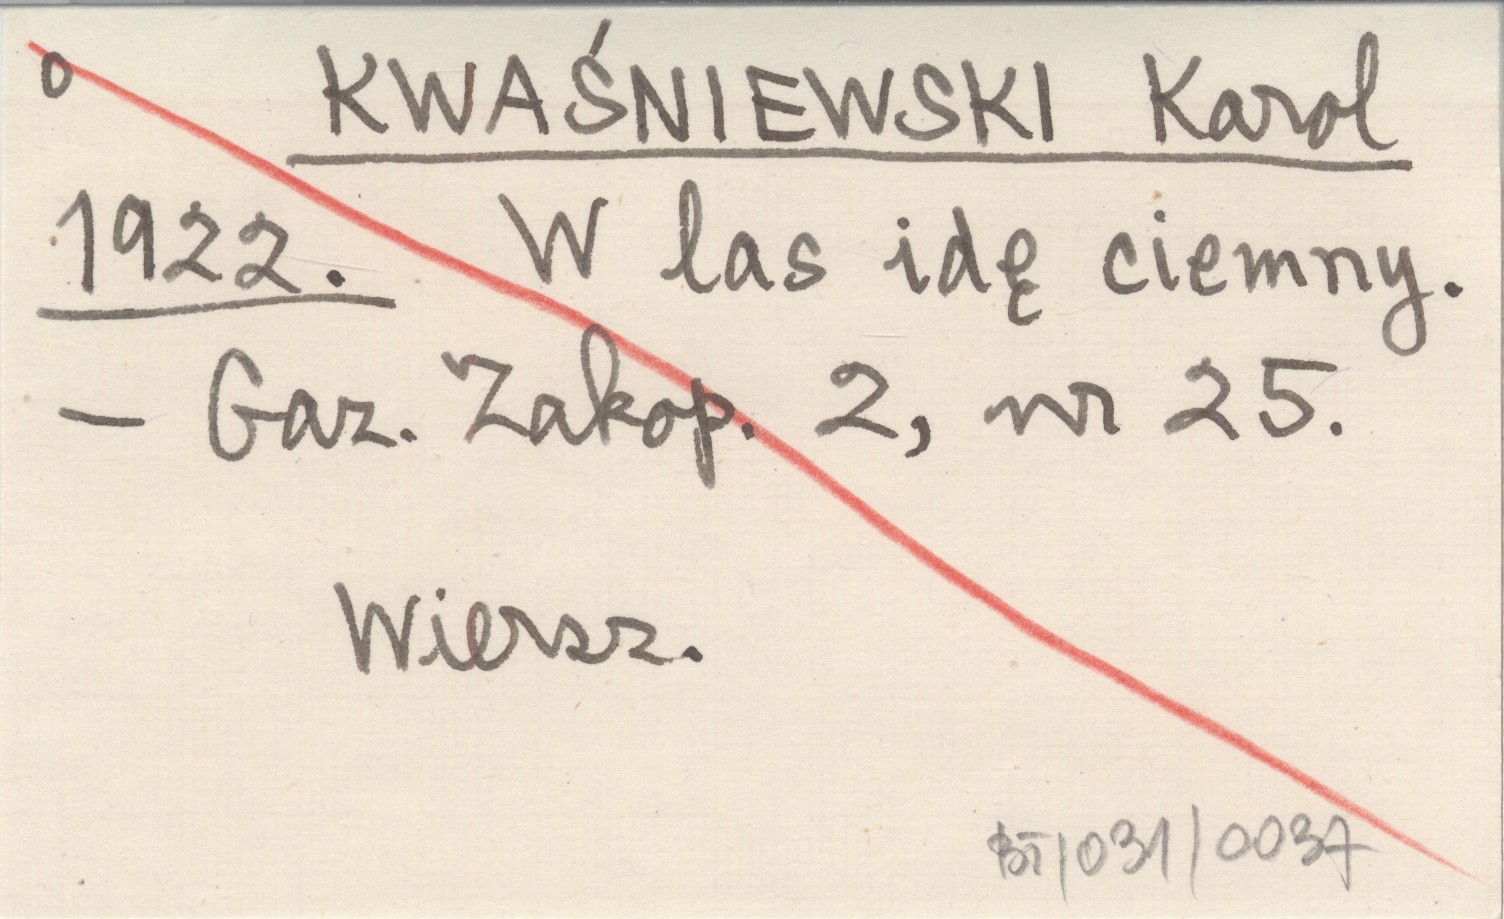 o KWAŚNIEWSKI Karol
1922. W las idę ciemny.
– Gaz. Zakop. 2, nr 25.
Wiersz.
BT/031/0037